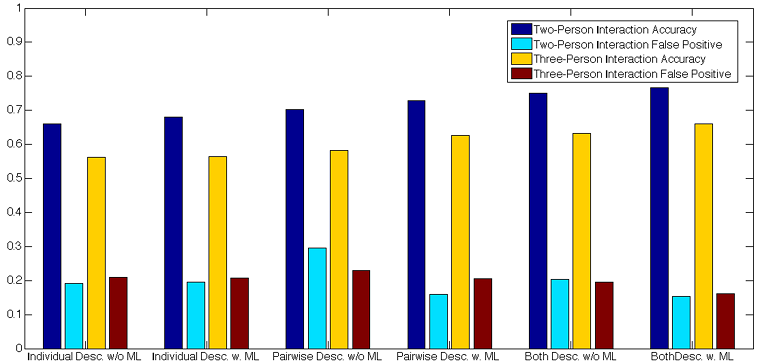 1
0.9
0.8
0.7
0.6
0.5
0.4
0.3
0.2
0.1
0
Two-Person Interaction Accuracy
Two-Person Interaction False Positive
Three-Person Interaction Accuracy
Three-Person Interaction False Positive
Individual Desc. w/o ML Individual Desc. w. ML Pairwise Desc. w/o ML Pairwise Desc. w. ML Both Desc. w/o ML BothDesc. w. ML